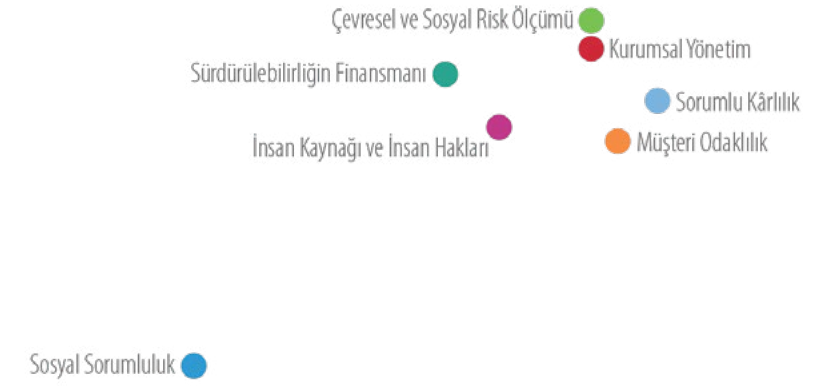 Çevresel ve Sosyal Risk Ölçümü
Kurumsal Yönetim
Sürdürülebilirliğin Finansmanı
Sorumlu Kârlılık
Müşteri Odaklılık
İnsan Kaynağı ve İnsan Hakları
Sosyal Sorumluluk